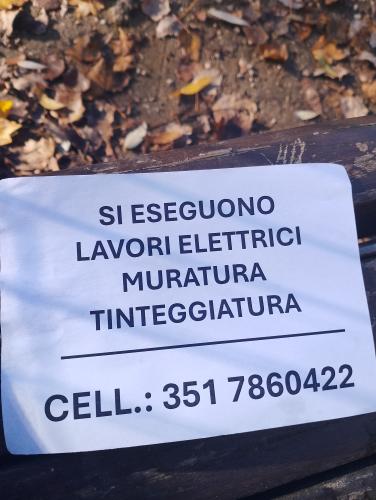 SI ESEGUONO
LAVORI ELETTRICI
MURATURA
TINTEGGIATURA
CELL.: 351 7860422